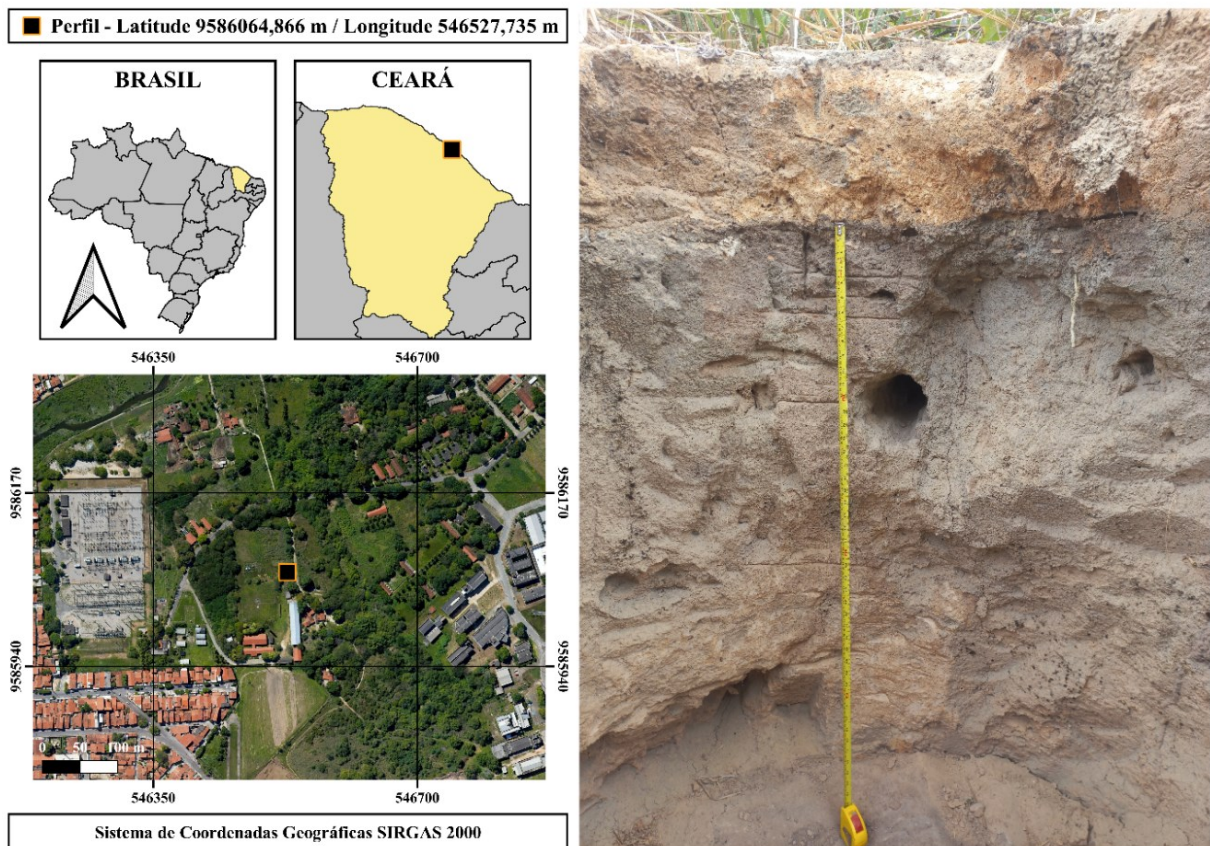 Perfil - Latitude 9586064,866 m / Longitude 546527,735 m
BRASIL
CEARÁ
546350
546700
9586170
9586170
9585940
9585940
0 50 100 m
546350
546700
Sistema de Coordenadas Geográficas SIRGAS 2000